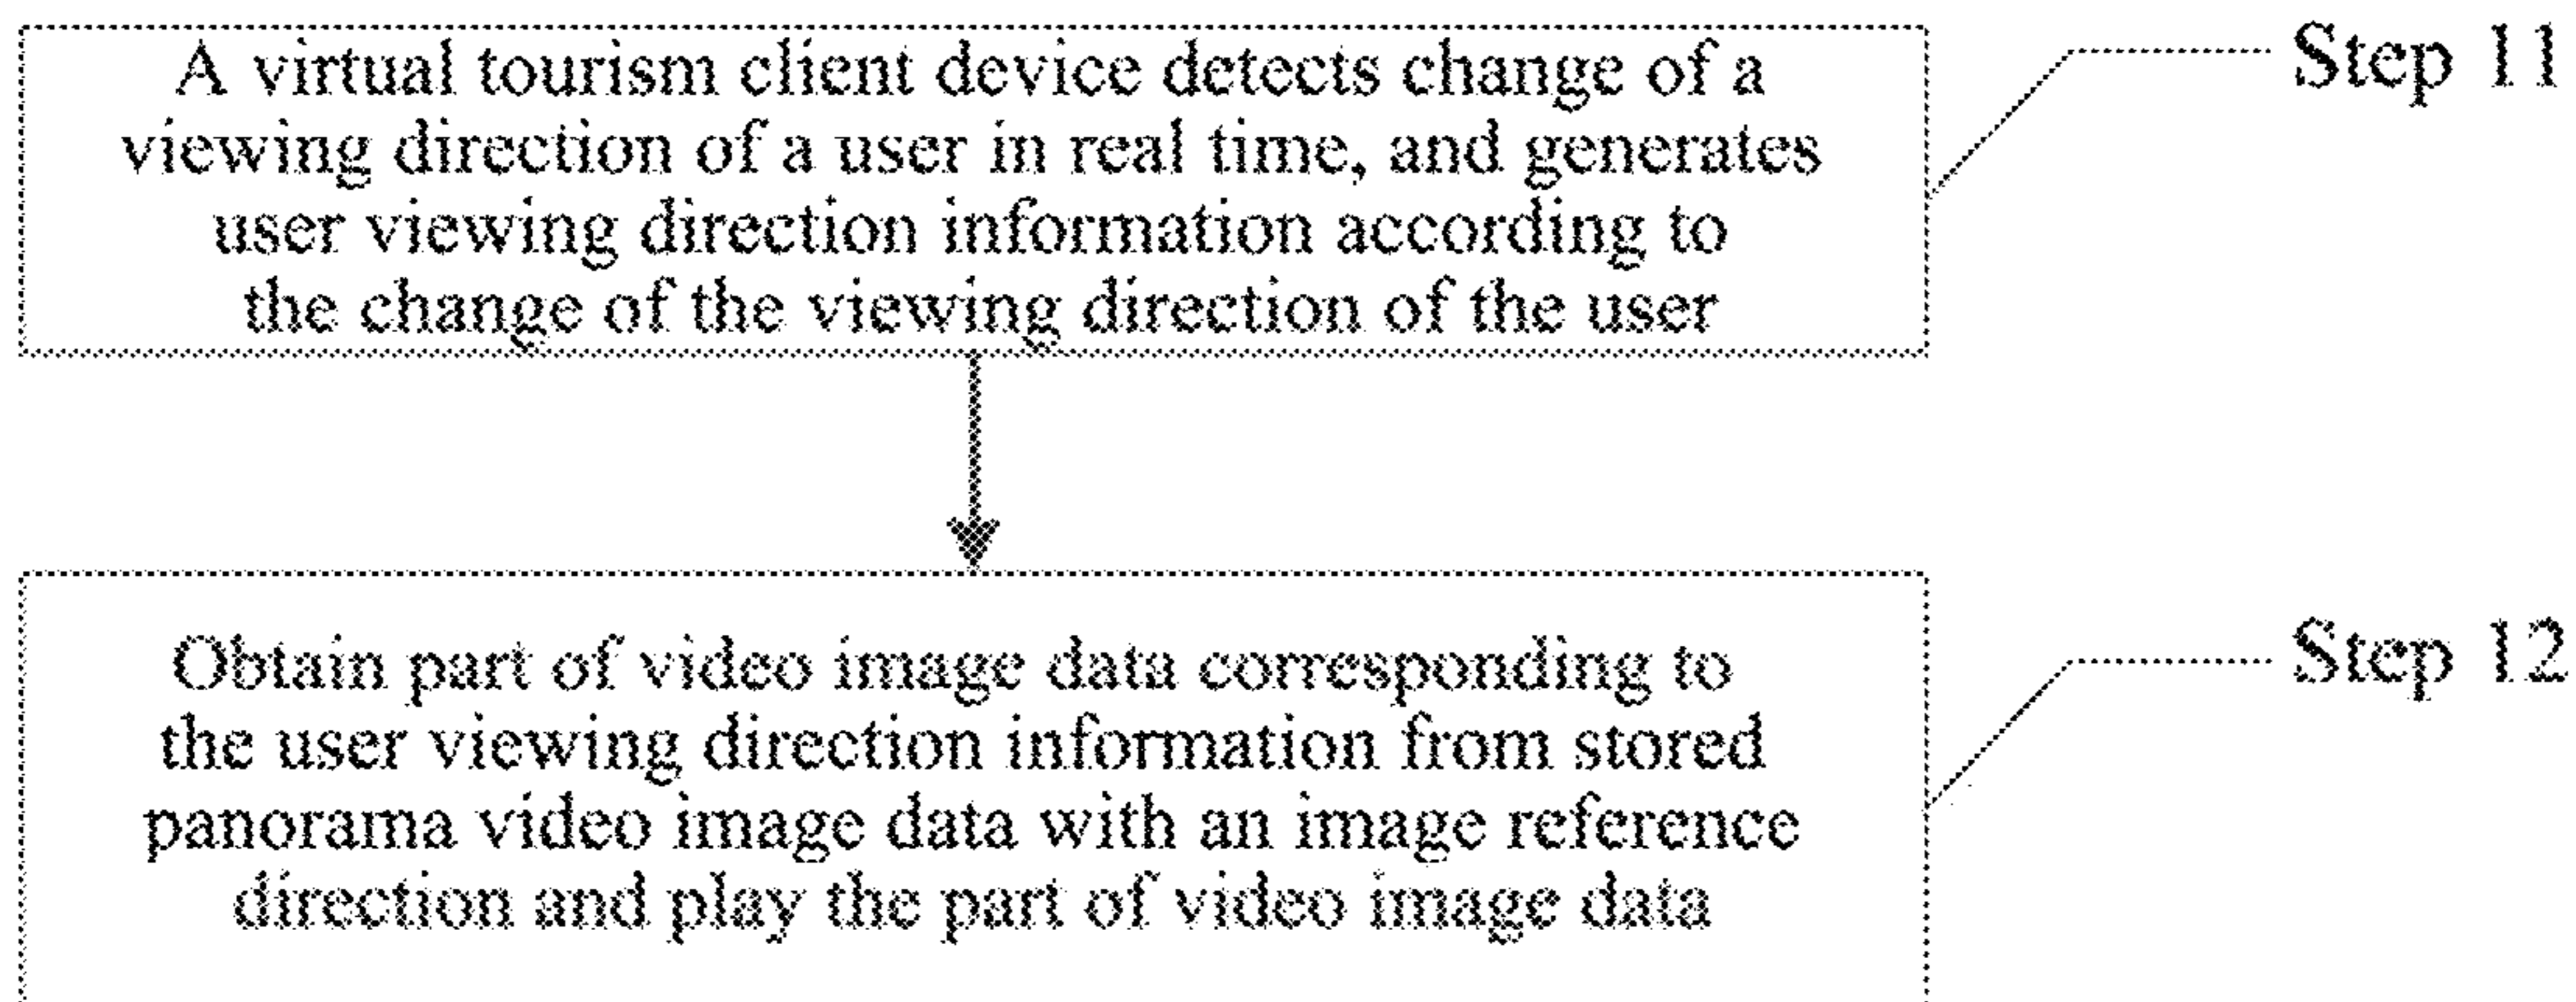 A virtual tourism client device detects change of a
viewing direction of a user in real time, and generates
user viewing direction information according to
the change of the viewing direction of the user
Step 11
Obtain part of video image data corresponding to
the user viewing direction information from stored
panorama video image data with an image reference
direction and play the part of video image data
Step 12